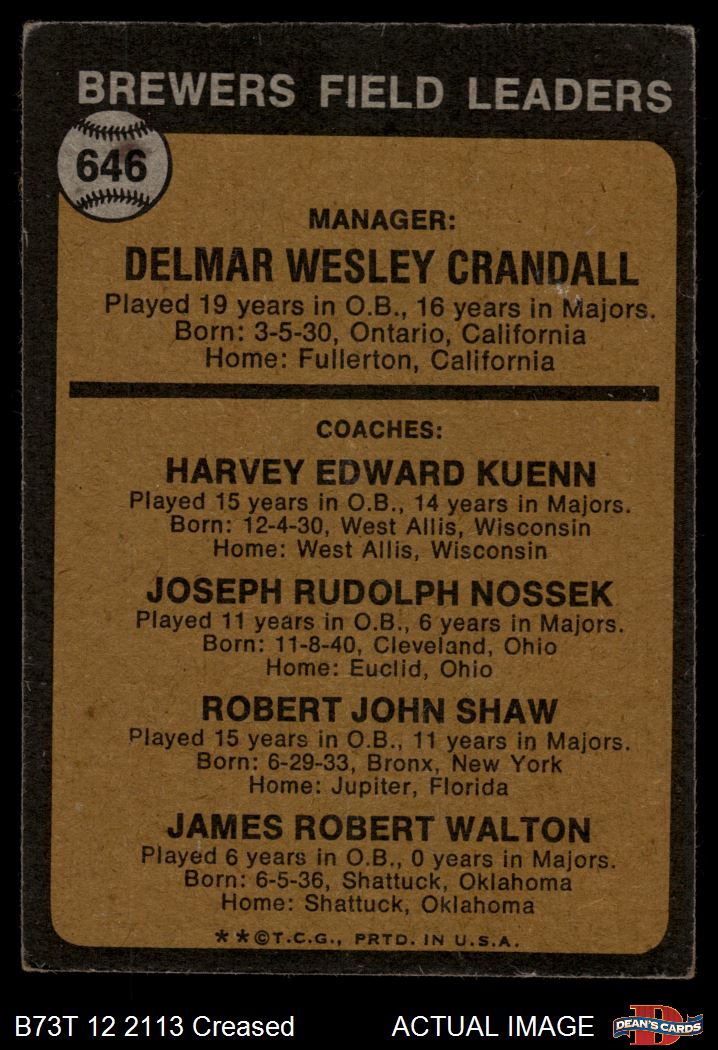 BREWERS FIELD LEADERS
646
MANAGER:
DELMAR WESLEY CRANDALL
Played 19 years in O.B., 16 years in Majors.
Born: 3-5-30, Ontario, California
Home: Fullerton, California
COACHES:
HARVEY EDWARD KUENN
Played 15 years in O.B., 14 years in Majors.
Born: 12-4-30, West Allis, Wisconsin
Home: West Allis, Wisconsin
JOSEPH RUDOLPH NOSSEK
Played 11 years in O.B., 6 years in Majors.
Born: 11-8-40, Cleveland, Ohio
Home: Euclid, Ohio
ROBERT JOHN SHAW
Played 15 years in O.B., 11 years in Majors.
Born: 6-29-33, Bronx, New York
Home: Jupiter, Florida
JAMES ROBERT WALTON
Played 6 years in O.B., 0 years in Majors.
Born: 6-5-36, Shattuck, Oklahoma
Home: Shattuck, Oklahoma
**©T.C.G., PRTD. IN U.S.A.
B73T 12 2113 Creased ACTUAL IMAGE D DEAN'S CARDS